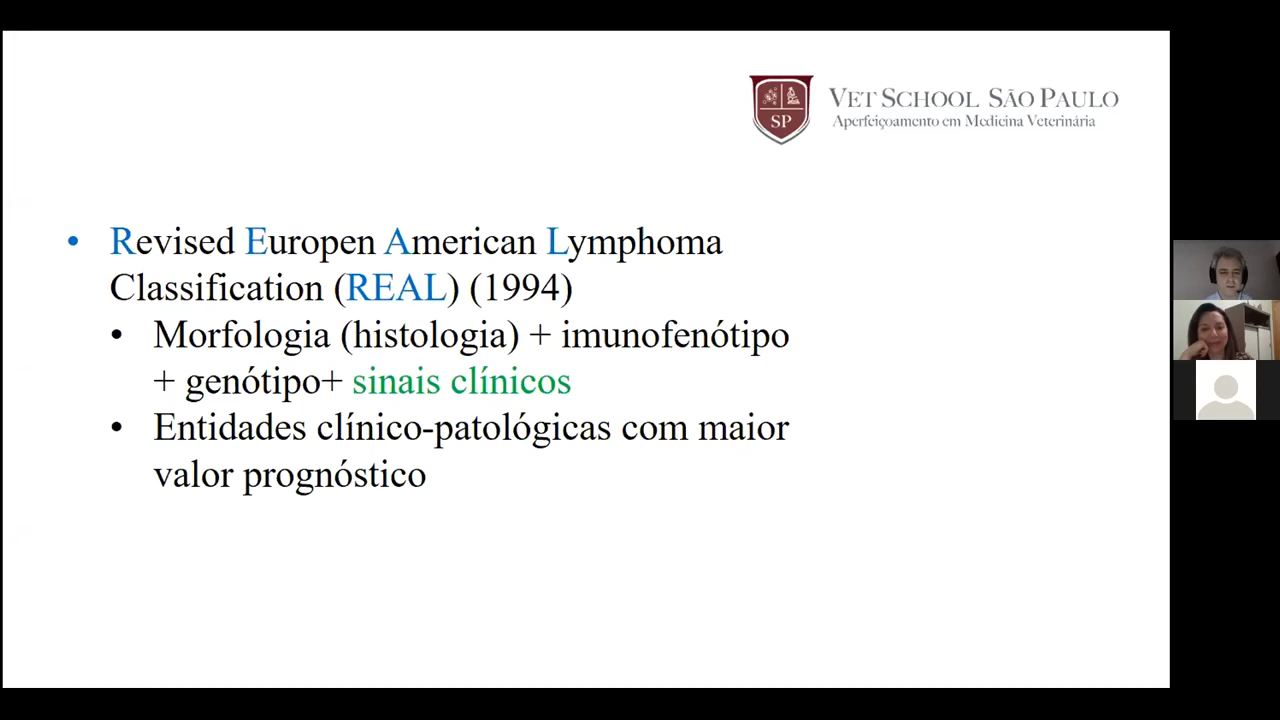 VET SCHOOL SÃO PAULO
Aperfeiçoamento em Medicina Veterinária
SP
• Revised Europen American Lymphoma
Classification (REAL) (1994)
• Morfologia (histologia) + imunofenótipo
+ genótipo+ sinais clínicos
• Entidades clínico-patológicas com maior
valor prognóstico